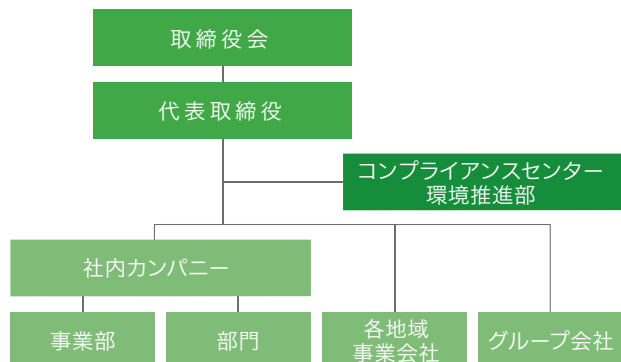 取締役会
代表取締役
コンプライアンスセンター
環境推進部
社内カンパニー
事業部
部門
各地域
事業会社
グループ会社